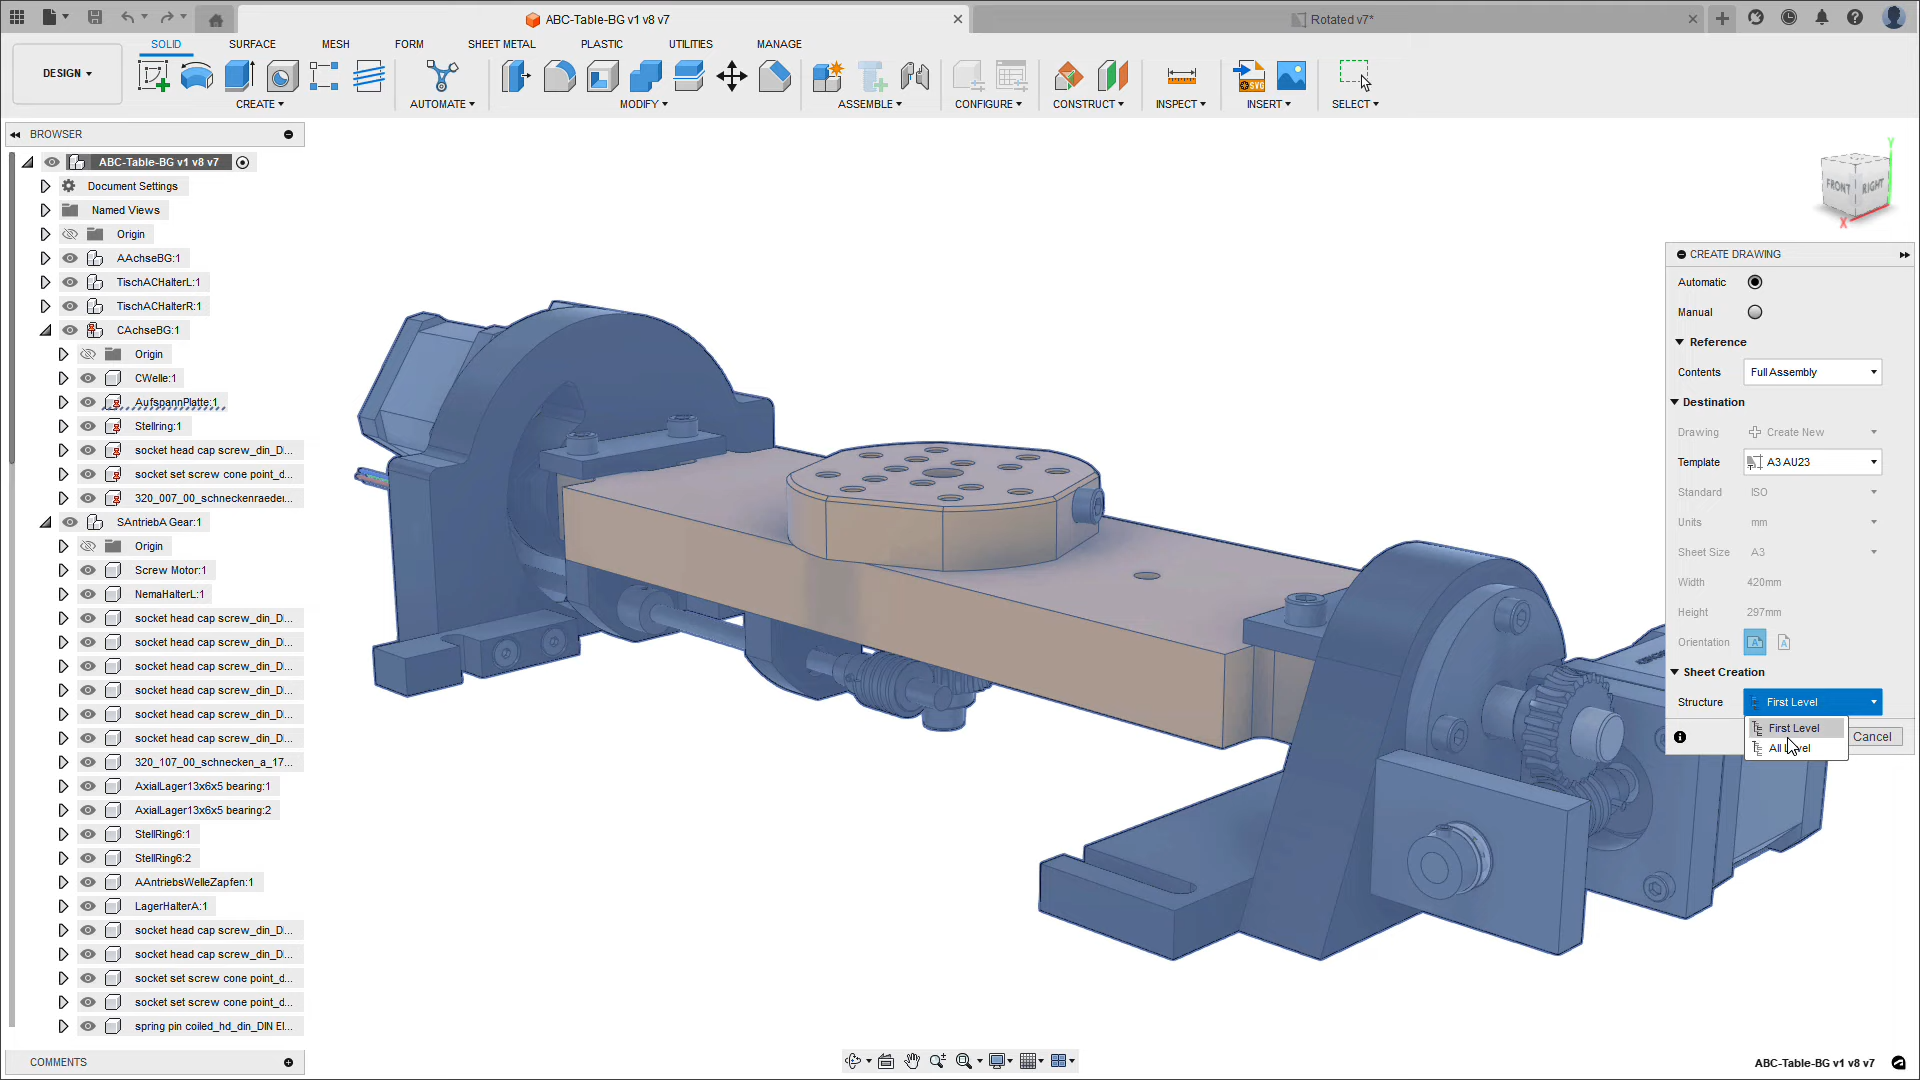 ABC-Table-BG v1 v8 v7
Rotated v7*
DESIGN
SOLID
SURFACE
MESH
FORM
SHEET METAL
PLASTIC
UTILITIES
MANAGE
CREATE
AUTOMATE
MODIFY
ASSEMBLE
CONFIGURE
CONSTRUCT
INSPECT
SVG
INSERT
SELECT
BROWSER
ABC-Table-BG v1 v8 v7
Document Settings
Named Views
Origin
AAchseBG:1
TischACHalterL:1
TischACHalterR:1
CAchseBG:1
Origin
CWelle:1
AufspannPlatte:1
Stellring:1
socket head cap screw_din_D...
socket set screw cone point_d...
320_007_00_schneckenraeder...
SAntriebA Gear:1
Origin
Screw Motor:1
NemaHalterL:1
socket head cap screw_din_D...
socket head cap screw_din_D...
socket head cap screw_din_D...
socket head cap screw_din_D...
socket head cap screw_din_D...
socket head cap screw_din_D...
320_107_00_schnecken_a_17...
AxialLager13x6x5 bearing:1
AxialLager13x6x5 bearing:2
StellRing6:1
StellRing6:2
AAntriebsWelleZapfen:1
LagerHalterA:1
socket head cap screw_din_D...
socket head cap screw_din_D...
socket set screw cone point_d...
socket set screw cone point_d...
spring pin coiled_hd_din_DIN EI...
COMMENTS
Y
FRONT
RIGHT
X
CREATE DRAWING
Automatic
Manual
Reference
Contents Full Assembly
Destination
Drawing Create New
Template A3 AU23
Standard ISO
Units mm
Sheet Size A3
Width 420mm
Height 297mm
Orientation
Sheet Creation
Structure First Level
First Level
Cancel
All Level
ABC-Table-BG v1 v8 v7